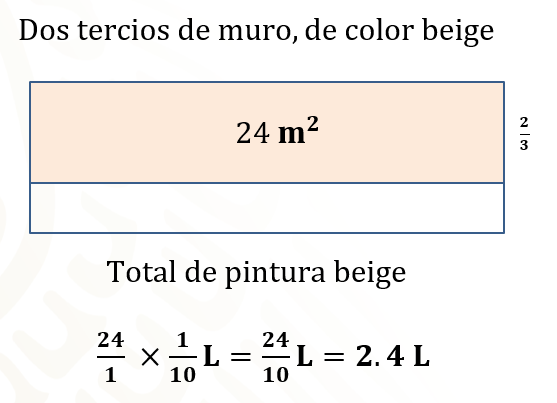 Dos tercios de muro, de color beige
24 m²
2/3
Total de pintura beige
24/1 × 1/10 L = 24/10 L = 2.4 L